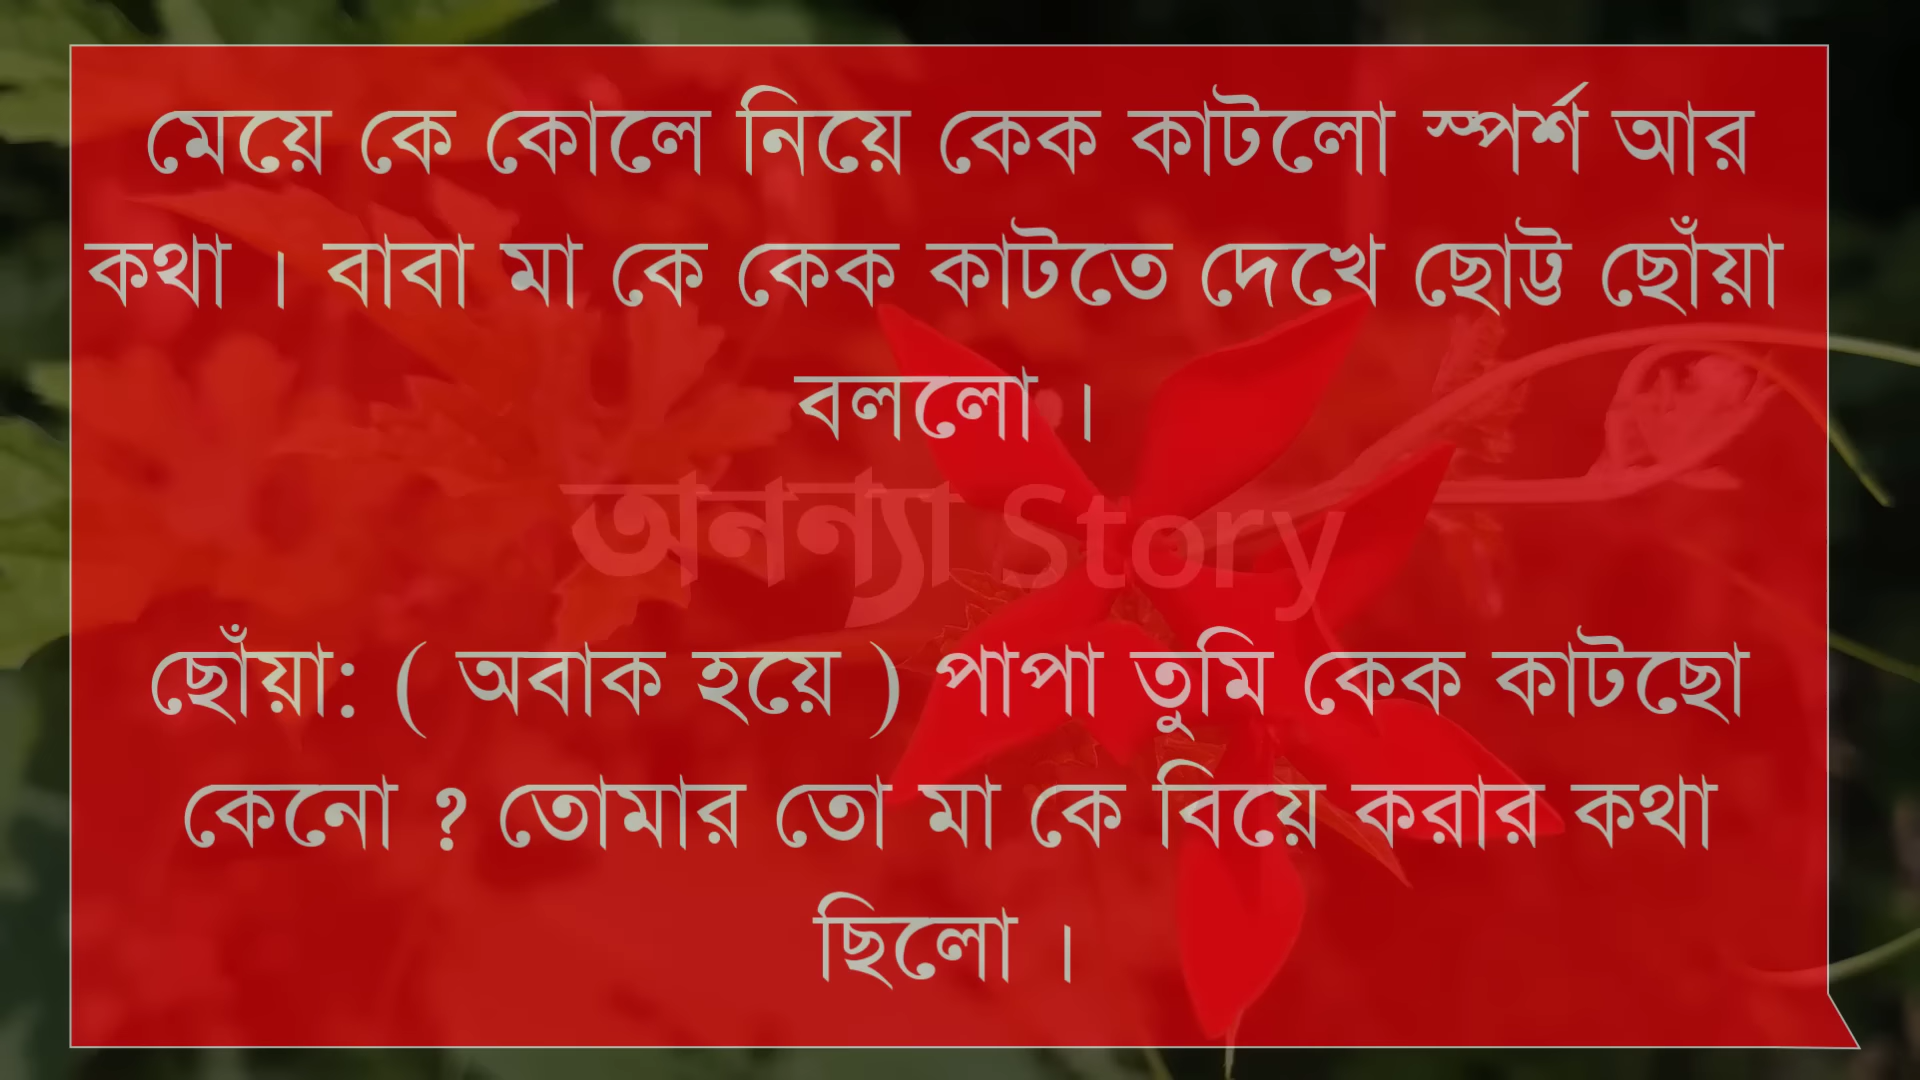 মেয়ে কে কোলে নিয়ে কেক কাটলো স্পর্শ আর
কথা । বাবা মা কে কেক কাটতে দেখে ছোট্ট ছোঁয়া
বললো ।
অনন্যা Story
ছোঁয়া: ( অবাক হয়ে ) পাপা তুমি কেক কাটছো
কেনো ? তোমার তো মা কে বিয়ে করার কথা
ছিলো ।